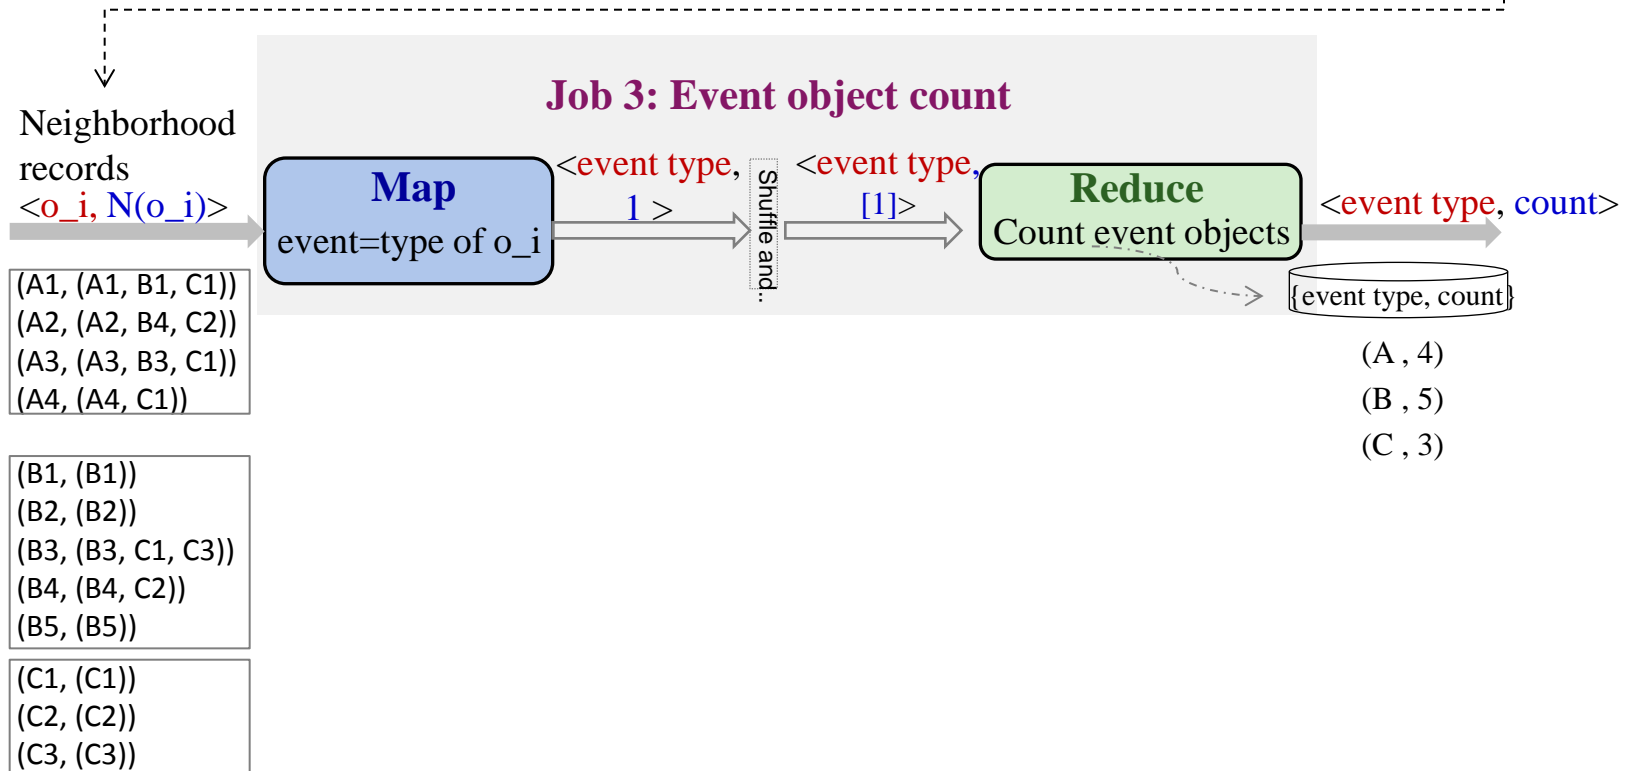 Job 3: Event object count
Neighborhood
records
<o_i, N(o_i)>
Map
event=type of o_i
<event type,
1 >
Shuffle and..
<event type,
[1]>
Reduce
Count event objects
<event type, count>
{event type, count}
(A , 4)
(B , 5)
(C , 3)
(A1, (A1, B1, C1))
(A2, (A2, B4, C2))
(A3, (A3, B3, C1))
(A4, (A4, C1))
(B1, (B1))
(B2, (B2))
(B3, (B3, C1, C3))
(B4, (B4, C2))
(B5, (B5))
(C1, (C1))
(C2, (C2))
(C3, (C3))